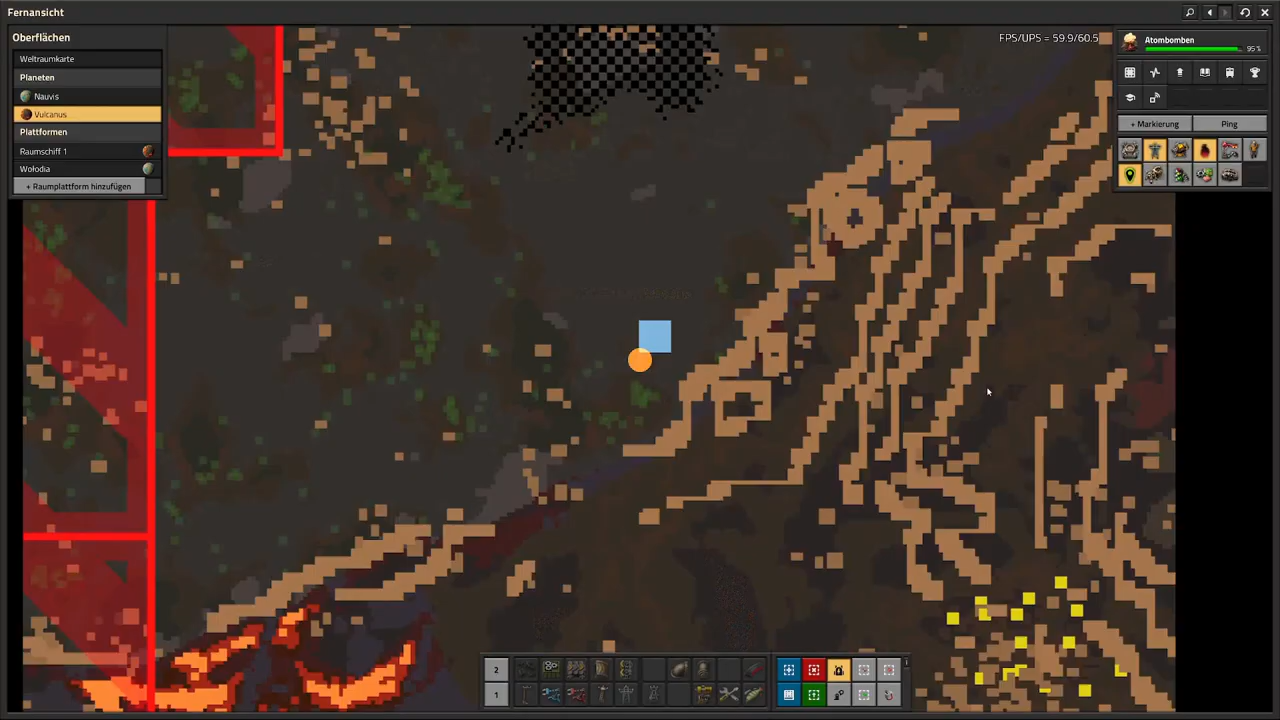 Fernansicht
Oberflächen
Weltraumkarte
Planeten
Nauvis
Vulcanus
Plattformen
Raumschiff 1
Wołodia
+ Raumplattform hinzufügen
FPS/UPS = 59.9/60.5
Atombomben
95%
+ Markierung
Ping
2
1